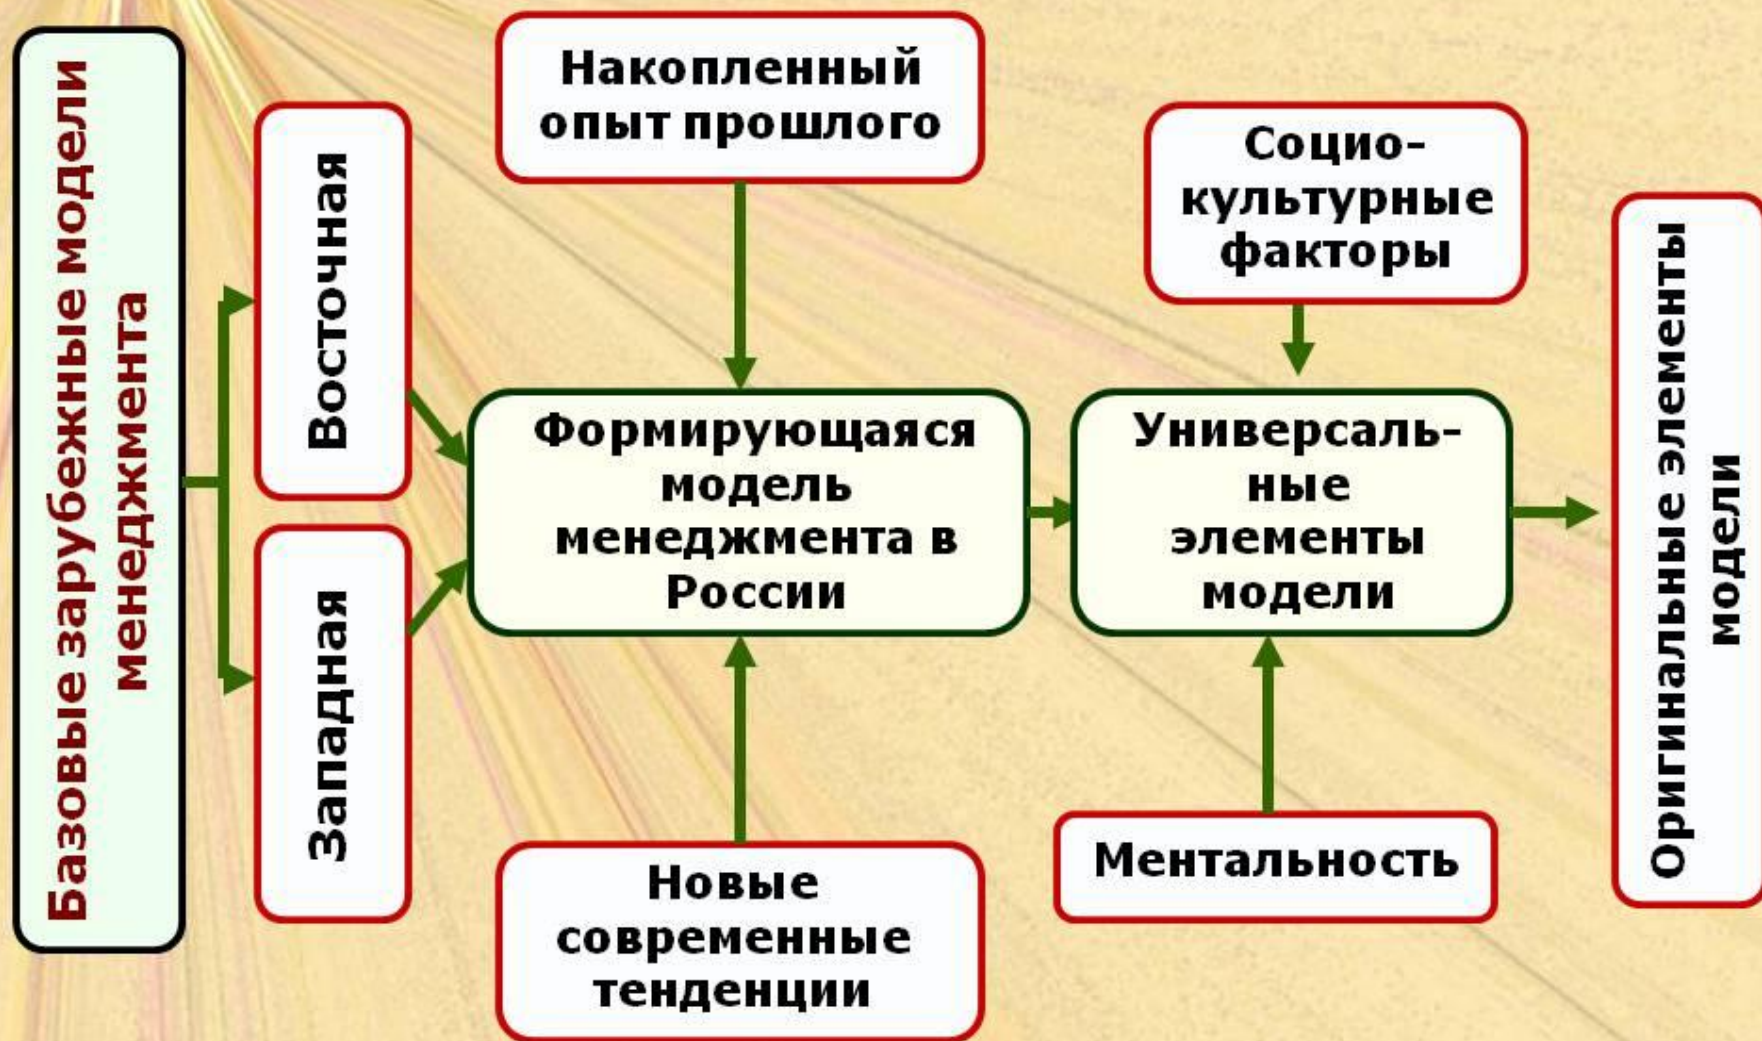 Базовые зарубежные модели
менеджмента
Восточная
Западная
Накопленный
опыт прошлого
Формирующаяся
модель
менеджмента в
России
Новые
современные
тенденции
Социо-
культурные
факторы
Универсаль-
ные
элементы
модели
Ментальность
Оригинальные элементы
модели